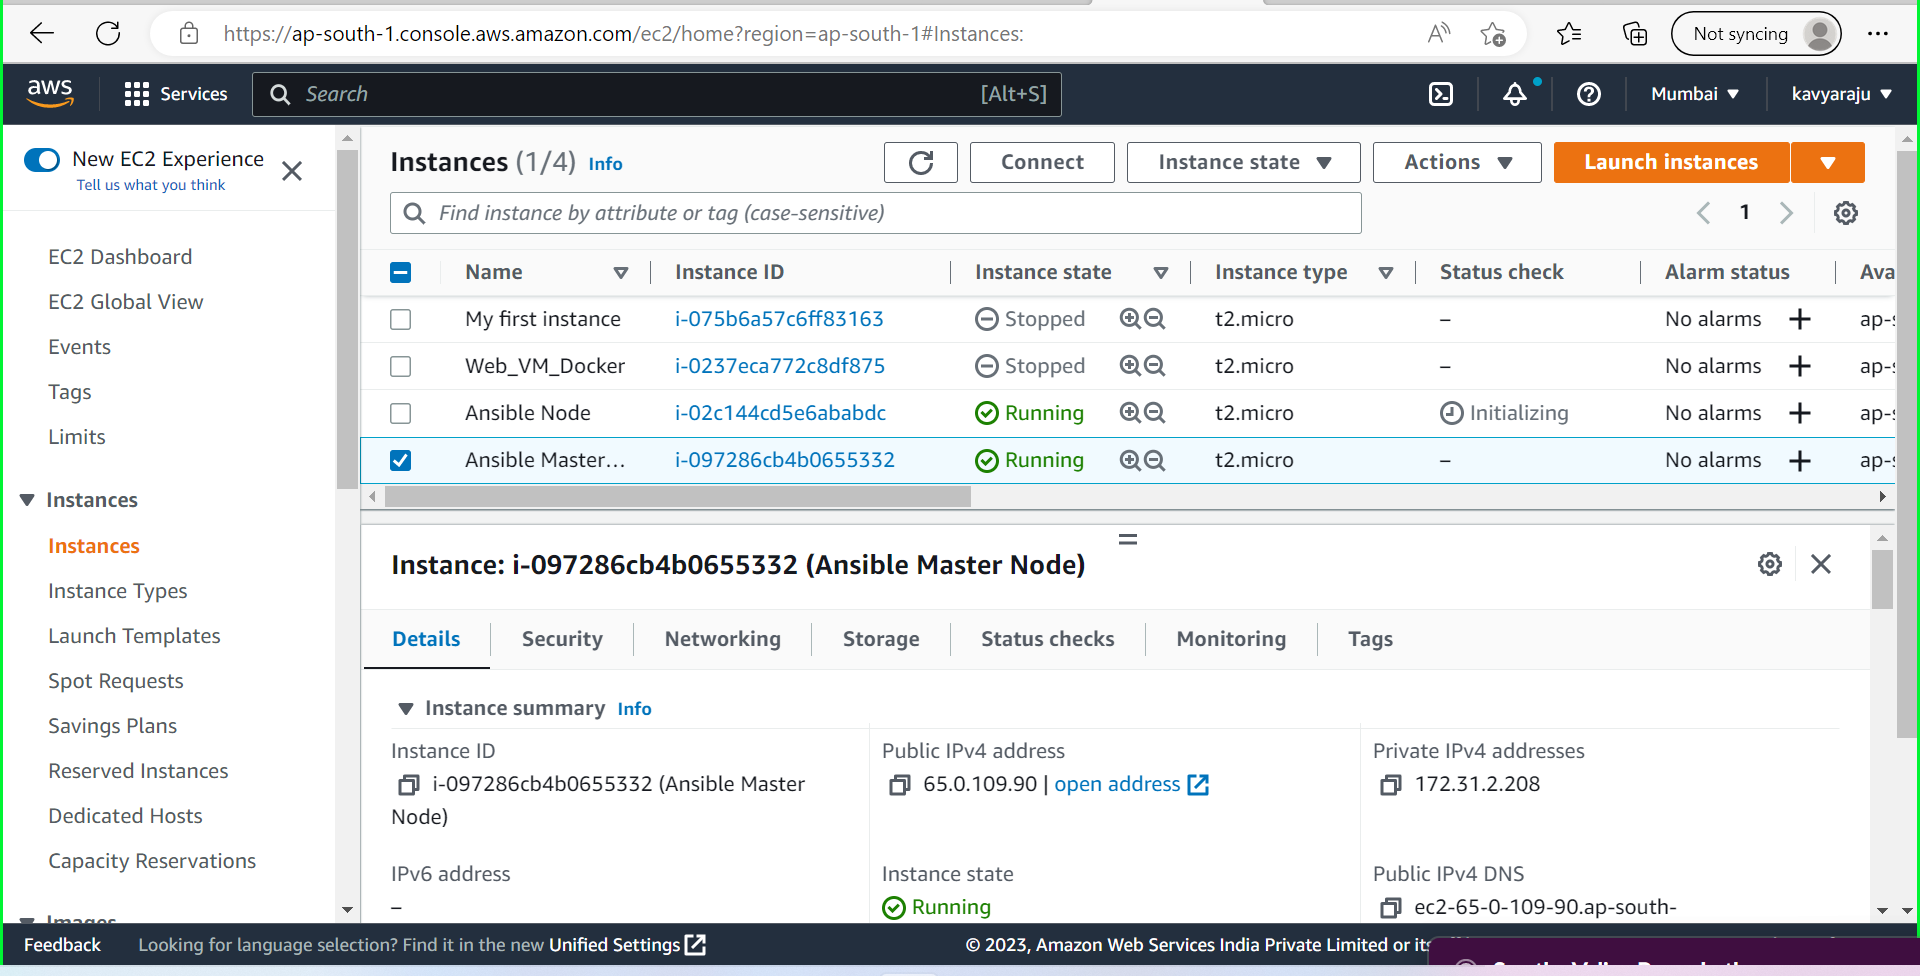 https://ap-south-1.console.aws.amazon.com/ec2/home?region=ap-south-1#Instances:
Not syncing
aws
Services
Search
[Alt+S]
Mumbai
kavyaraju
New EC2 Experience
Tell us what you think
EC2 Dashboard
EC2 Global View
Events
Tags
Limits
Instances
Instances
Instance Types
Launch Templates
Spot Requests
Savings Plans
Reserved Instances
Dedicated Hosts
Capacity Reservations
Images
Instances (1/4) Info
Connect
Instance state
Actions
Launch instances
Find instance by attribute or tag (case-sensitive)
1
Name Instance ID Instance state Instance type Status check Alarm status Ava
My first instance i-075b6a57c6ff83163 Stopped t2.micro – No alarms + ap-s
Web_VM_Docker i-0237eca772c8df875 Stopped t2.micro – No alarms + ap-s
Ansible Node i-02c144cd5e6ababdc Running t2.micro Initializing No alarms + ap-s
Ansible Master... i-097286cb4b0655332 Running t2.micro – No alarms + ap-s
Instance: i-097286cb4b0655332 (Ansible Master Node)
Details Security Networking Storage Status checks Monitoring Tags
Instance summary Info
Instance ID
i-097286cb4b0655332 (Ansible Master
Node)
Public IPv4 address
65.0.109.90 | open address
Private IPv4 addresses
172.31.2.208
IPv6 address
–
Instance state
Running
Public IPv4 DNS
ec2-65-0-109-90.ap-south-
Feedback
Looking for language selection? Find it in the new Unified Settings
© 2023, Amazon Web Services India Private Limited or its